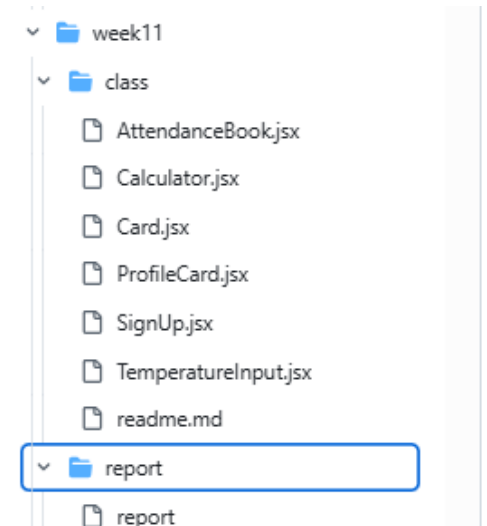 week11
class
AttendanceBook.jsx
Calculator.jsx
Card.jsx
ProfileCard.jsx
SignUp.jsx
TemperatureInput.jsx
readme.md
report
report